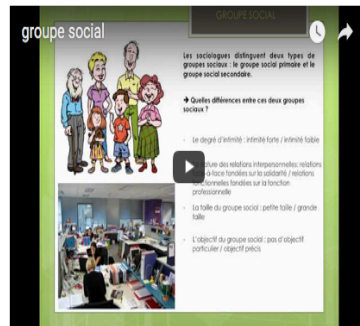 groupe social
GROUPE SOCIAL
Les sociologues distinguent deux types de
groupes sociaux : le groupe social primaire et le
groupe social secondaire.
➔ Quelles différences entre ces deux groupes
sociaux ?
- Le degré d'intimité : intimité forte / intimité faible
nature des relations interpersonnelles: relations
à-face fondées sur la solidarité / relations
fonctionnelles fondées sur la fonction
professionnelle
- La taille du groupe social : petite taille / grande
taille
- L'objectif du groupe social : pas d'objectif
particulier / objectif précis